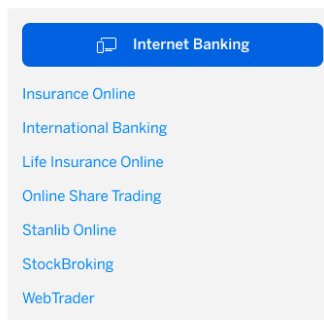 Internet Banking
Insurance Online
International Banking
Life Insurance Online
Online Share Trading
Stanlib Online
StockBroking
WebTrader